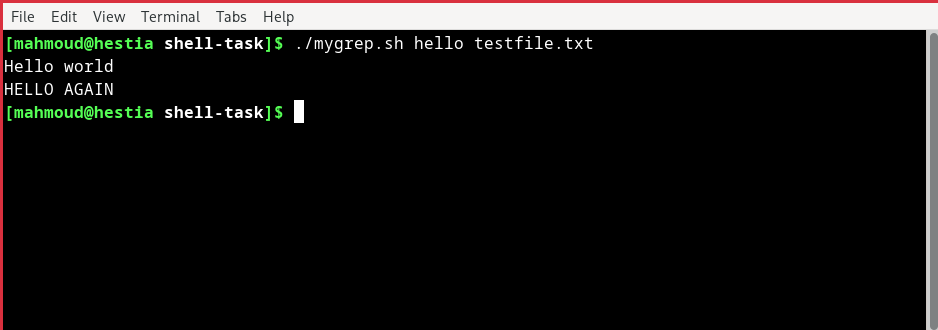 File Edit View Terminal Tabs Help
[mahmoud@hestia shell-task]$ ./mygrep.sh hello testfile.txt
Hello world
HELLO AGAIN
[mahmoud@hestia shell-task]$